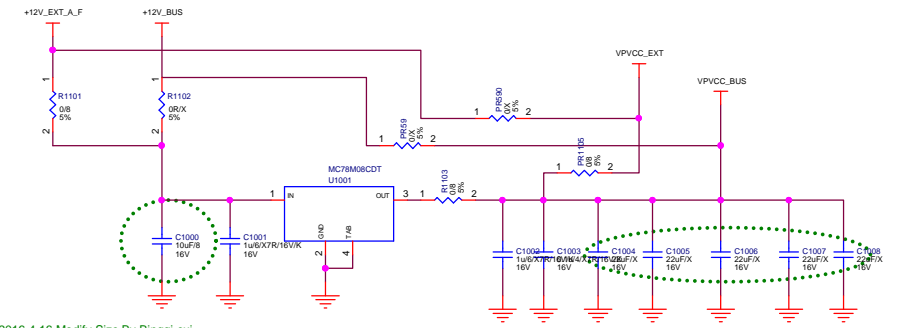 +12V_EXT_A_F
+12V_BUS
VPVCC_EXT
VPVCC_BUS
1
R1101
0/8
5%
2
1
R1102
0R/X
5%
2
1
PR590
0/X
5%
2
1
PR59
0/X
5%
2
1
PR1105
0/8
5%
2
MC78M08CDT
U1001
1
IN
OUT
3
GND
TAB
2
4
1
R1103
0/8
5%
2
C1000
10uF/8
16V
C1001
1u/6/X7R/16V/K
16V
C1002
16V
C1003
16V
C1004
16V
C1005
22uF/X
16V
C1006
22uF/X
16V
C1007
22uF/X
16V
C1008
16V